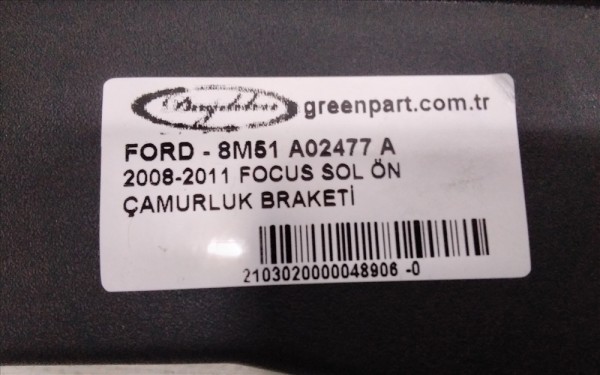 greenpart.com.tr
FORD - 8M51 A02477 A
2008-2011 FOCUS SOL ÖN
ÇAMURLUK BRAKETİ
2103020000048906 -0